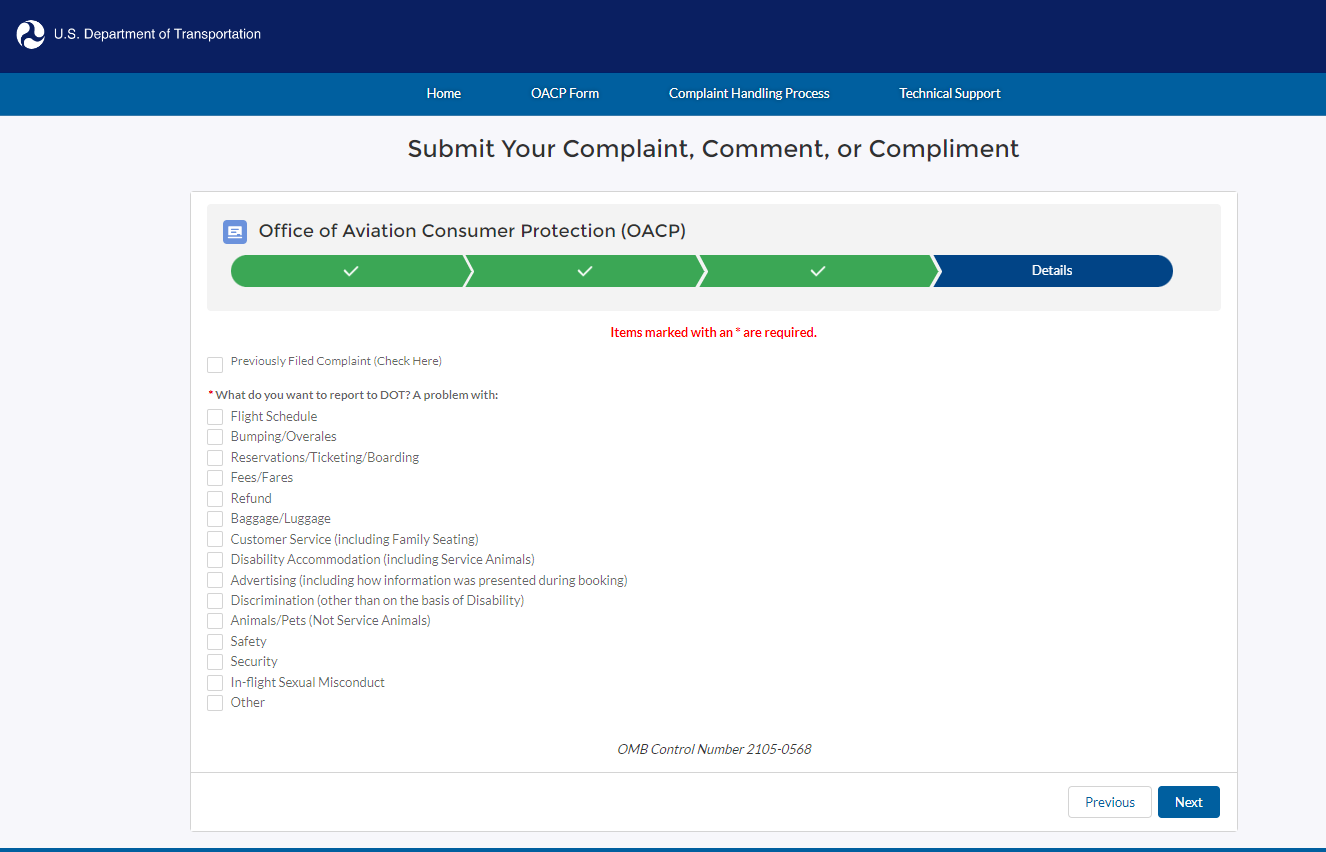 U.S. Department of Transportation
Home OACP Form Complaint Handling Process Technical Support
Submit Your Complaint, Comment, or Compliment
Office of Aviation Consumer Protection (OACP)
Details
Items marked with an * are required.
Previously Filed Complaint (Check Here)
* What do you want to report to DOT? A problem with:
Flight Schedule
Bumping/Overales
Reservations/Ticketing/Boarding
Fees/Fares
Refund
Baggage/Luggage
Customer Service (including Family Seating)
Disability Accommodation (including Service Animals)
Advertising (including how information was presented during booking)
Discrimination (other than on the basis of Disability)
Animals/Pets (Not Service Animals)
Safety
Security
In-flight Sexual Misconduct
Other
OMB Control Number 2105-0568
Previous Next